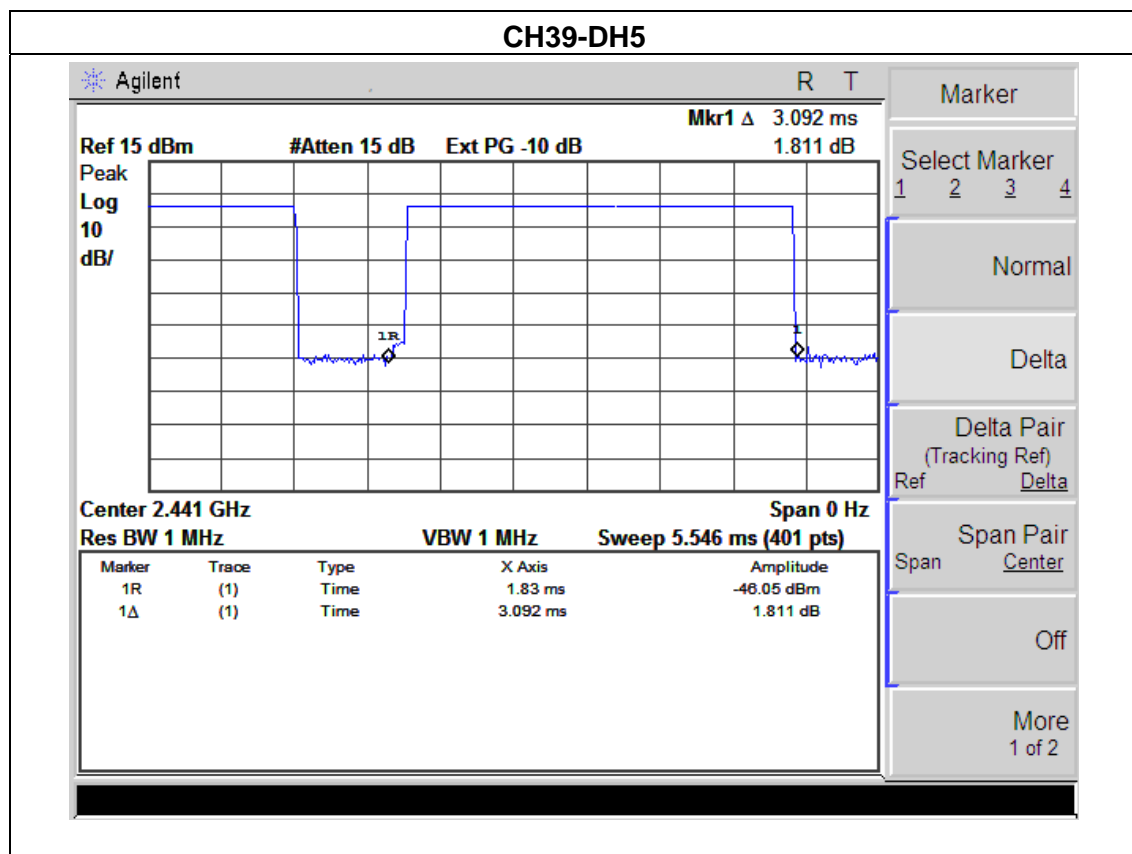 CH39-DH5
Agilent R T
Mkr1 Δ 3.092 ms
Ref 15 dBm #Atten 15 dB Ext PG -10 dB 1.811 dB
Peak
Log
10
dB/
1R
1
Center 2.441 GHz Span 0 Hz
Res BW 1 MHz VBW 1 MHz Sweep 5.546 ms (401 pts)
Marker Trace Type X Axis Amplitude
1R (1) Time 1.83 ms -46.05 dBm
1Δ (1) Time 3.092 ms 1.811 dB
Marker
Select Marker
1 2 3 4
Normal
Delta
Delta Pair
(Tracking Ref)
Ref Delta
Span Pair
Span Center
Off
More
1 of 2